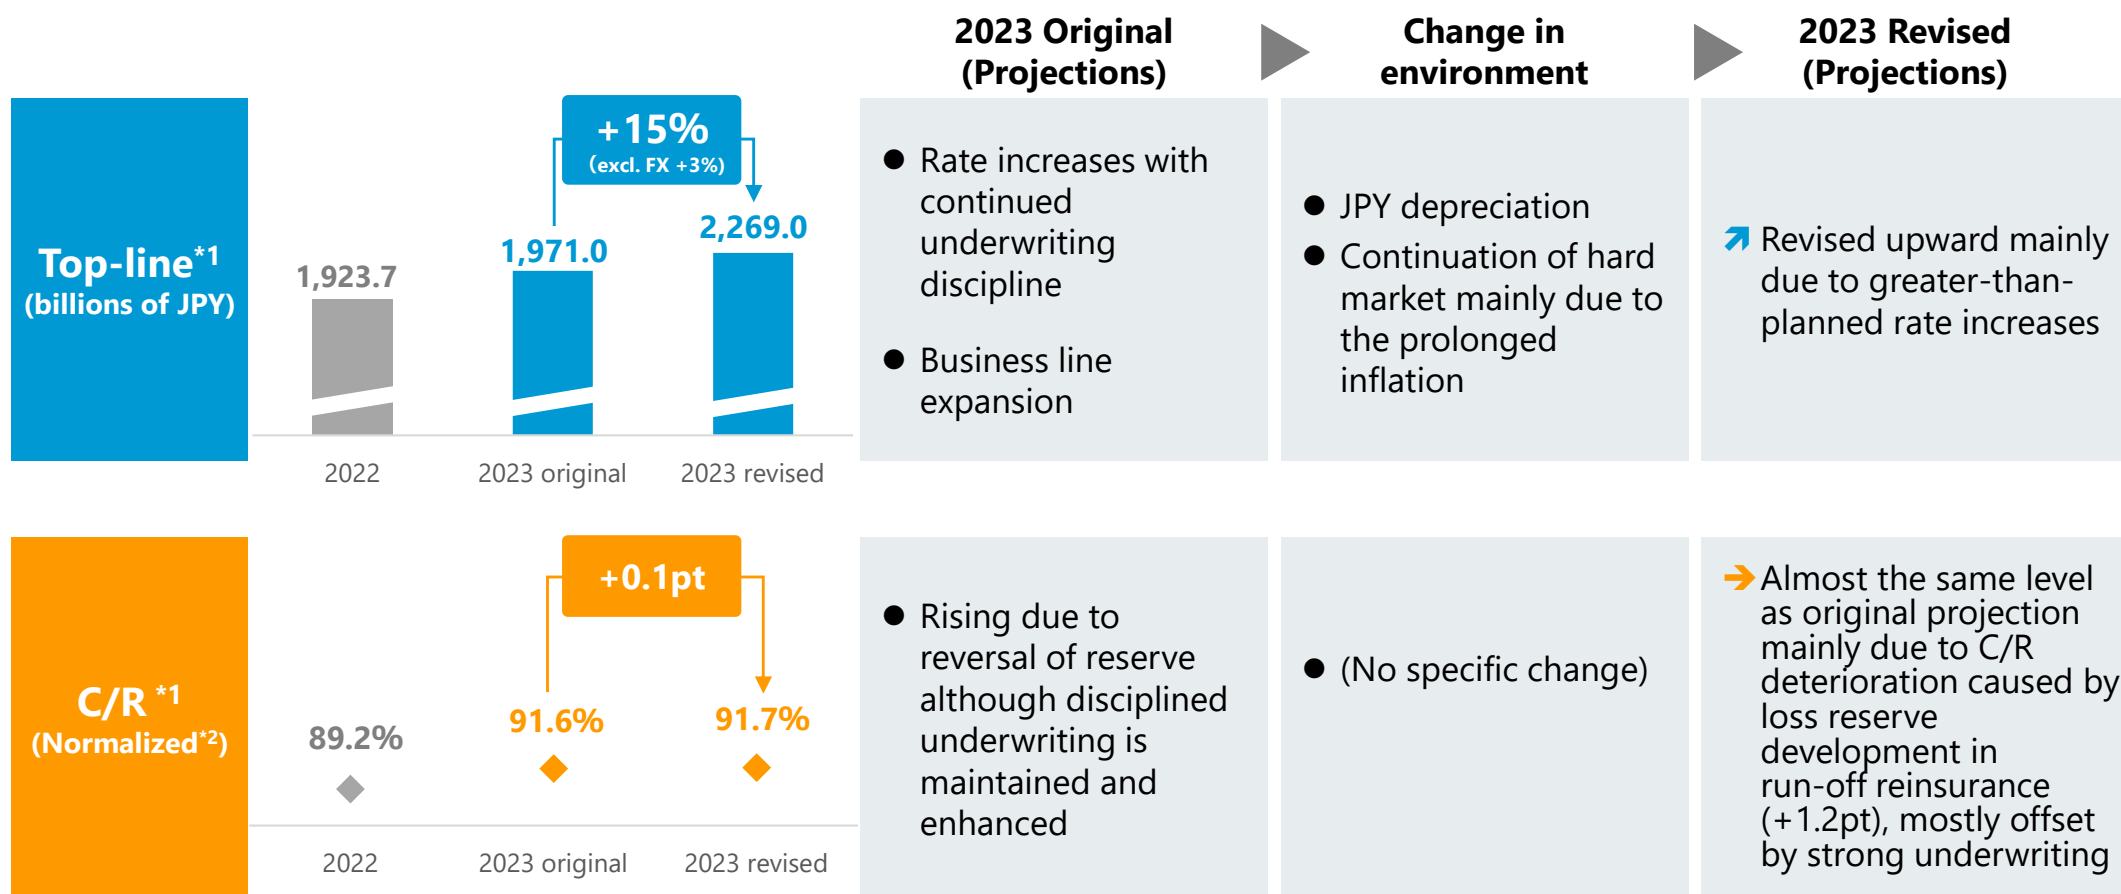 2023 Original
(Projections)
Change in
environment
2023 Revised
(Projections)
Top-line*1
(billions of JPY)
+15%
(excl. FX +3%)
1,923.7
1,971.0
2,269.0
2022
2023 original
2023 revised
● Rate increases with
continued
underwriting
discipline
● Business line
expansion
● JPY depreciation
● Continuation of hard
market mainly due to
the prolonged
inflation
Revised upward mainly
due to greater-than-
planned rate increases
C/R *1
(Normalized*2)
+0.1pt
89.2%
91.6%
91.7%
2022
2023 original
2023 revised
● Rising due to
reversal of reserve
although disciplined
underwriting is
maintained and
enhanced
● (No specific change)
Almost the same level
as original projection
mainly due to C/R
deterioration caused by
loss reserve
development in
run-off reinsurance
(+1.2pt), mostly offset
by strong underwriting